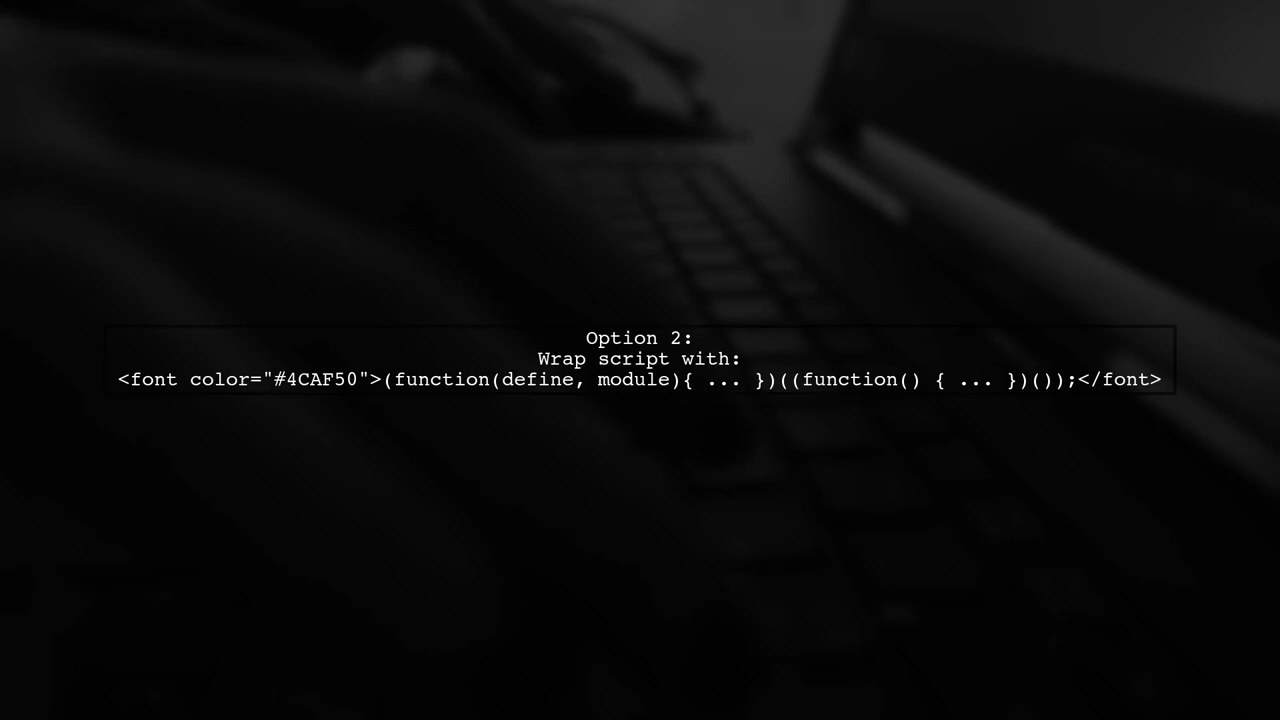 Option 2:
Wrap script with:
<font color="#4CAF50">(function(define, module){ ... })((function() { ... })());</font>